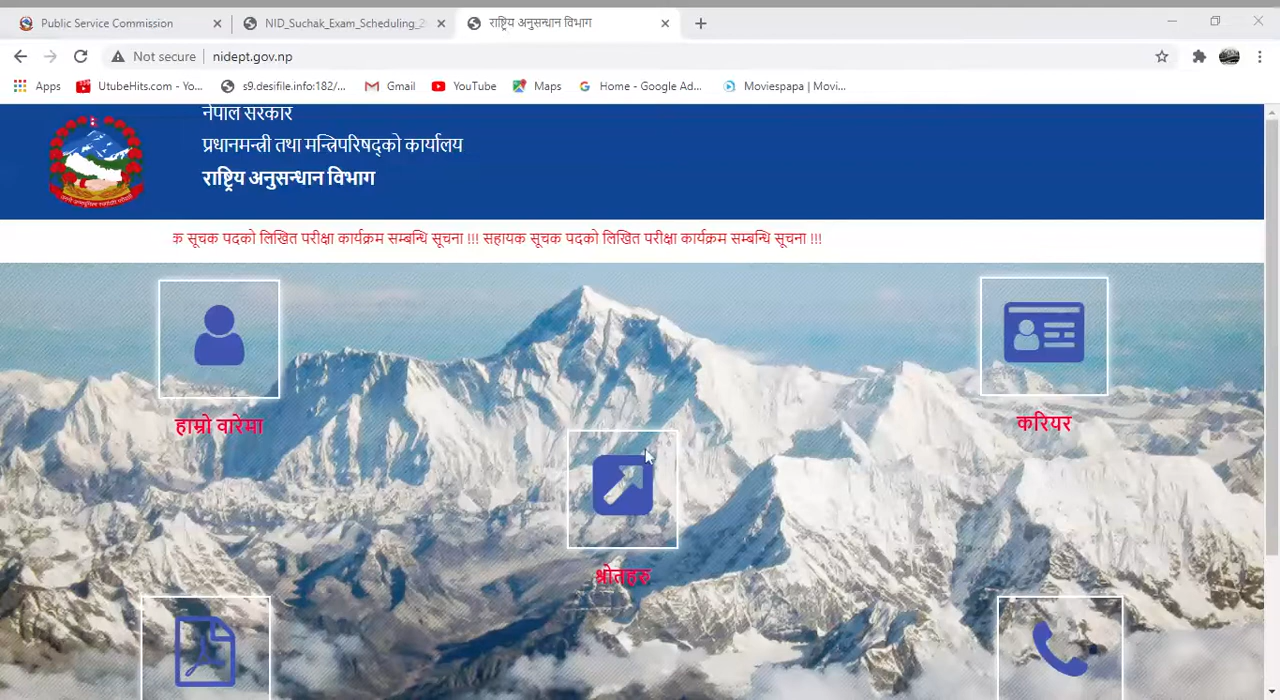 Public Service Commission
NID_Suchak_Exam_Scheduling_2
राष्ट्रिय अनुसन्धान विभाग
Not secure
nidept.gov.np
Apps
UtubeHits.com - Yo...
s9.desifile.info:182/...
Gmail
YouTube
Maps
Home - Google Ad...
Moviespapa | Movi...
नेपाल सरकार
प्रधानमन्त्री तथा मन्त्रिपरिषद्को कार्यालय
राष्ट्रिय अनुसन्धान विभाग
क सूचक पदको लिखित परीक्षा कार्यक्रम सम्बन्धि सूचना !!! सहायक सूचक पदको लिखित परीक्षा कार्यक्रम सम्बन्धि सूचना !!!
हाम्रो वारेमा
करियर
श्रोतहरु